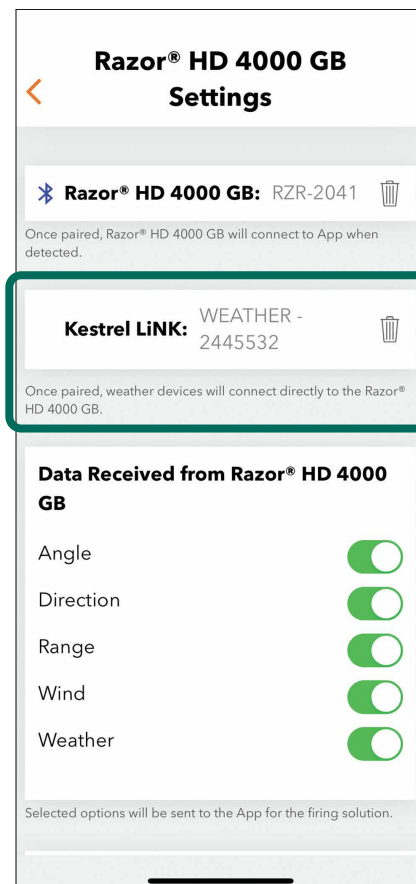 Razor® HD 4000 GB
Settings
Razor® HD 4000 GB: RZR-2041
Once paired, Razor® HD 4000 GB will connect to App when
detected.
Kestrel LiNK: WEATHER -
2445532
Once paired, weather devices will connect directly to the Razor®
HD 4000 GB.
Data Received from Razor® HD 4000
GB
Angle
Direction
Range
Wind
Weather
Selected options will be sent to the App for the firing solution.